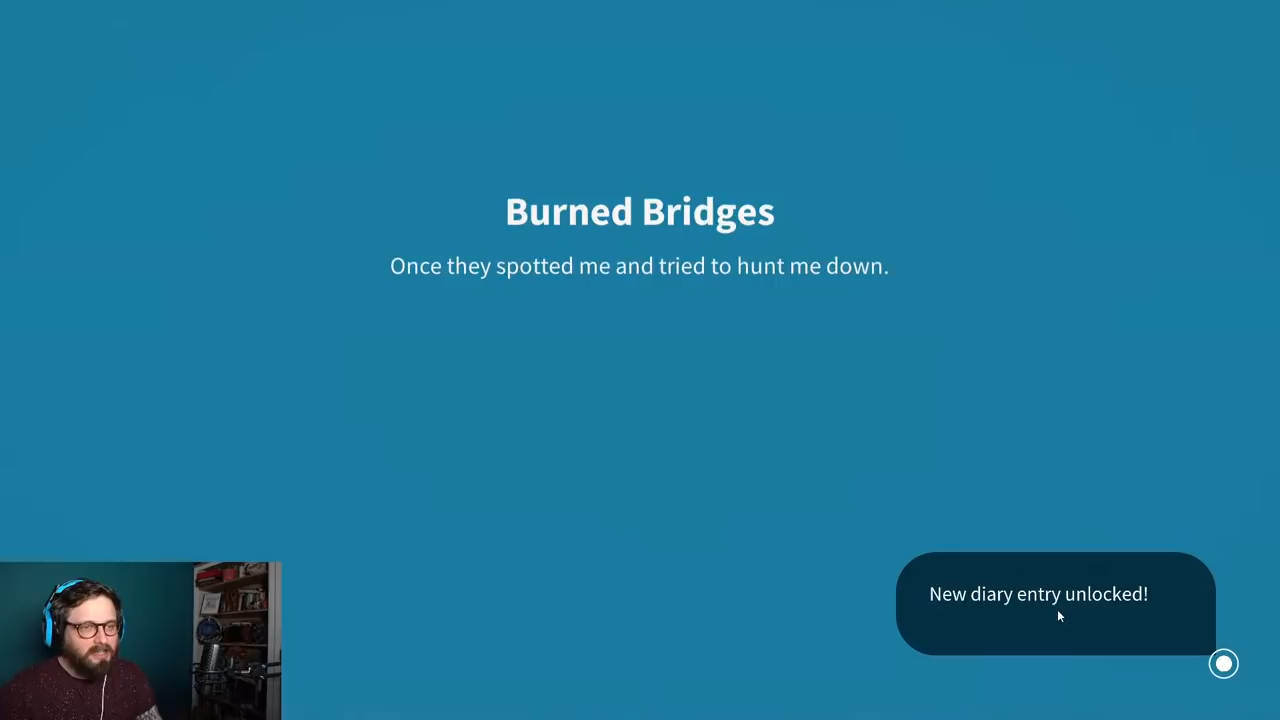 Burned Bridges
Once they spotted me and tried to hunt me down.
New diary entry unlocked!